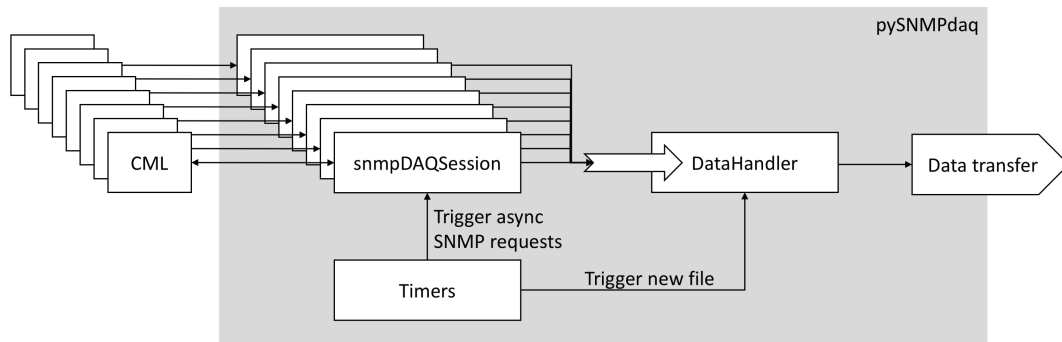 pySNMPdaq
CML
snmpDAQSession
DataHandler
Data transfer
Trigger async
SNMP requests
Timers
Trigger new file